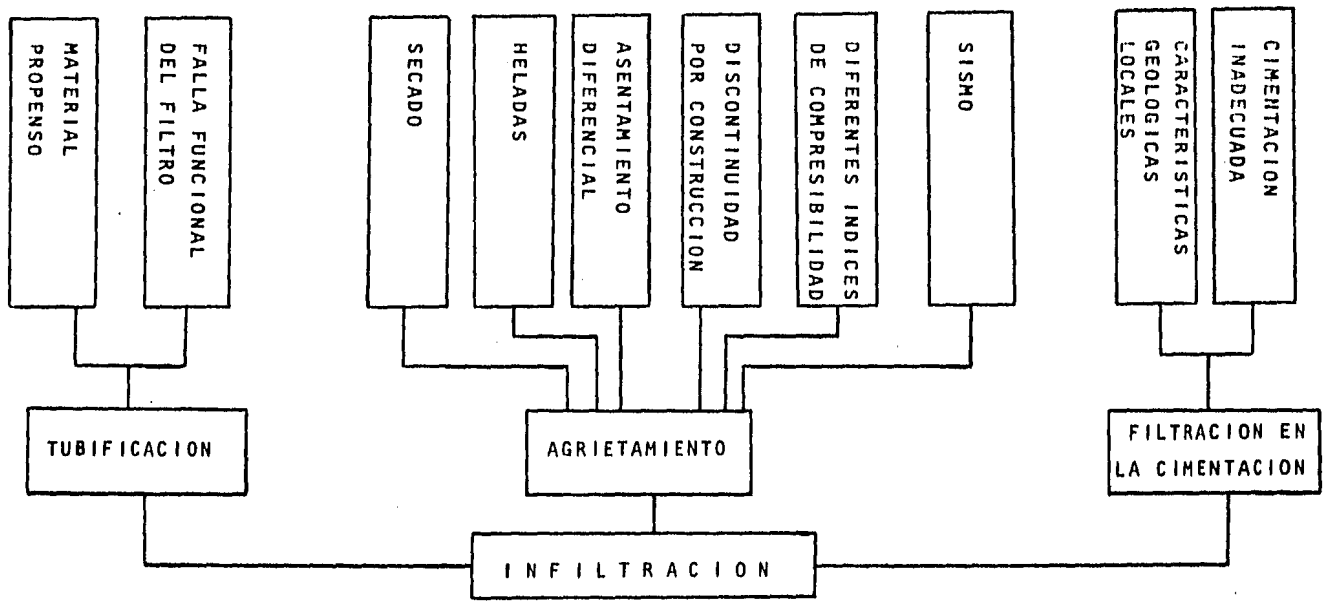 MATERIAL
PROPENSO
FALLA FUNCIONAL
DEL FILTRO
SECADO
HELADAS
ASENTAMIENTO
DIFERENCIAL
DISCONTINUIDAD
POR CONSTRUCCION
DIFERENTES INDICES
DE COMPRESIBILIDAD
SISMO
CARACTERISTICAS
GEOLOGICAS
LOCALES
CIMENTACION
INADECUADA
TUBIFICACION
AGRIETAMIENTO
FILTRACION EN
LA CIMENTACION
INFILTRACION